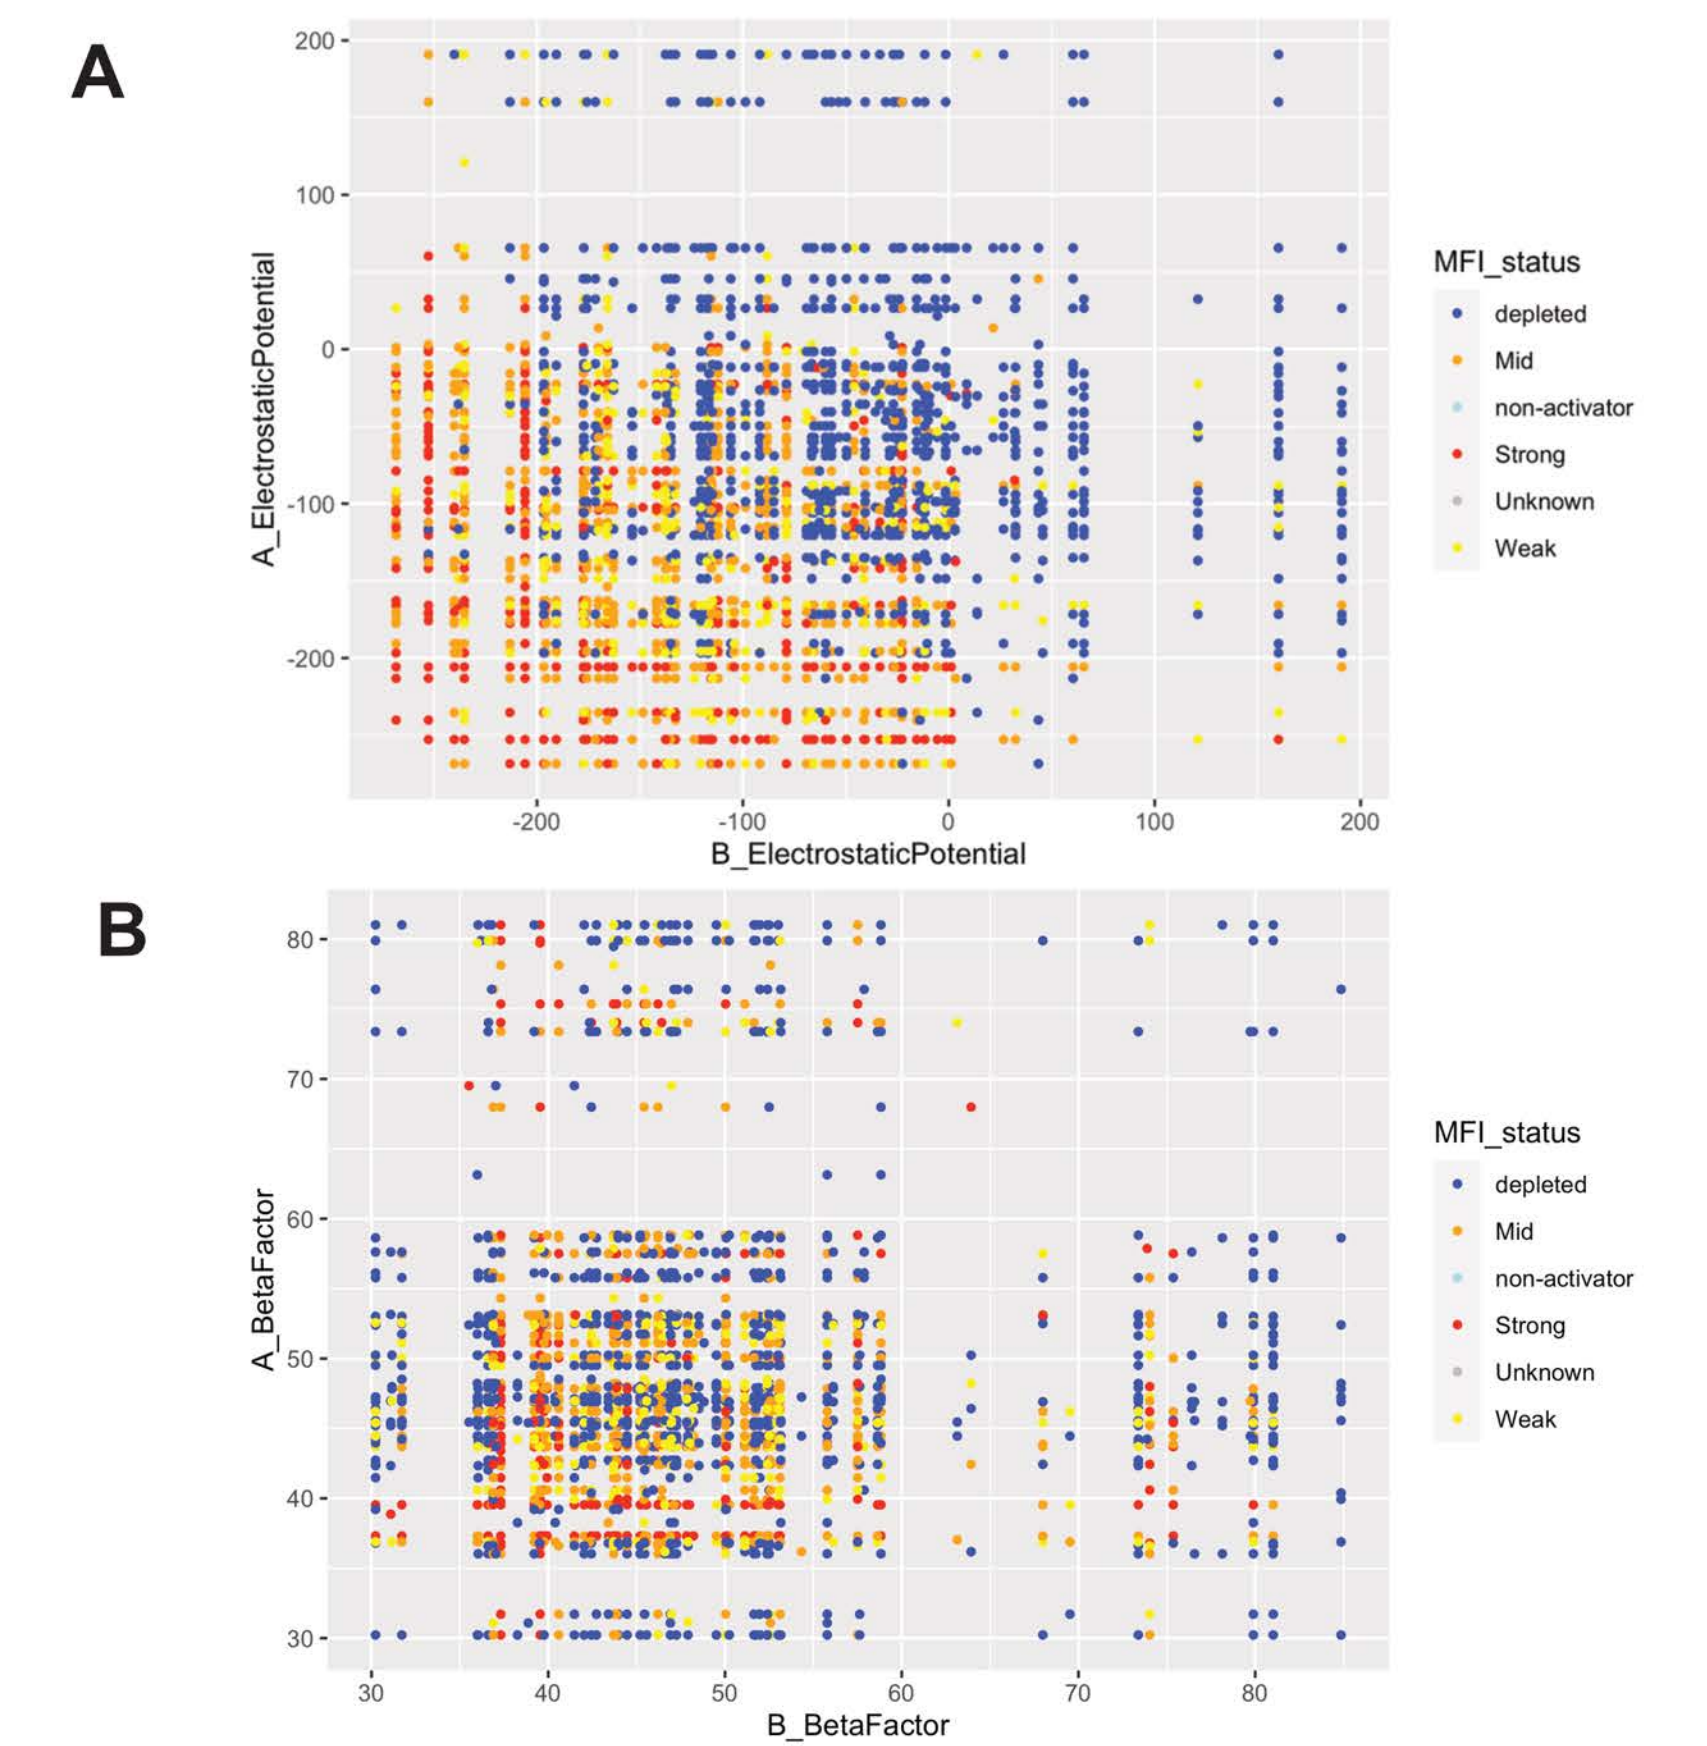 A
200
100
0
-100
-200
A_ElectrostaticPotential
-200 -100 0 100 200
B_ElectrostaticPotential
MFI_status
depleted
Mid
non-activator
Strong
Unknown
Weak
B
80
70
60
50
40
30
A_BetaFactor
30 40 50 60 70 80
B_BetaFactor
MFI_status
depleted
Mid
non-activator
Strong
Unknown
Weak